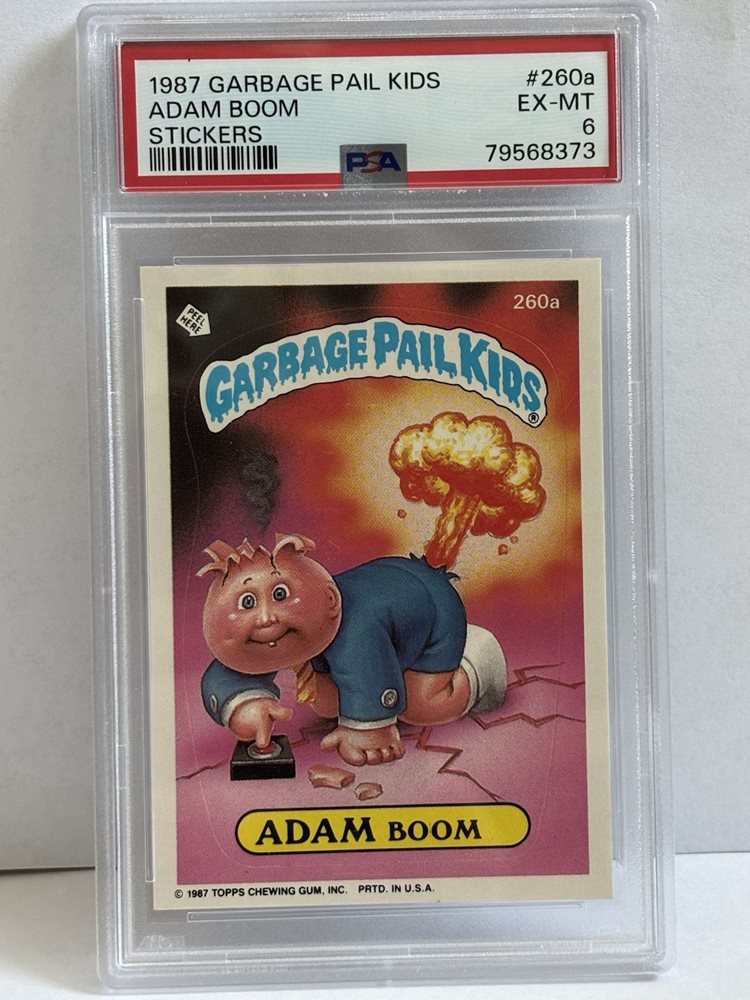 1987 GARBAGE PAIL KIDS #260a
ADAM BOOM EX-MT
STICKERS 6
PSA 79568373
PEEL
HERE
260a
GARBAGE PAIL KIDS®
ADAM BOOM
© 1987 TOPPS CHEWING GUM, INC. PRTD. IN U.S.A.